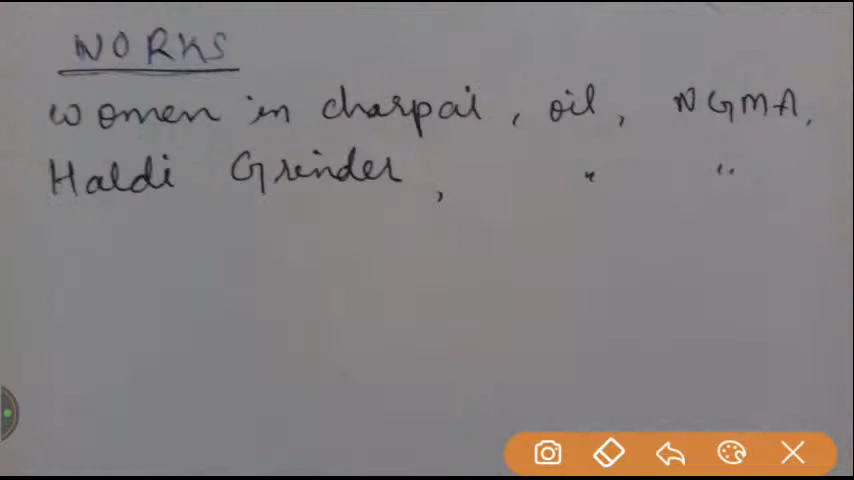 WORKS
women in charpai, oil, NGMA,
Haldi Grinder, " "